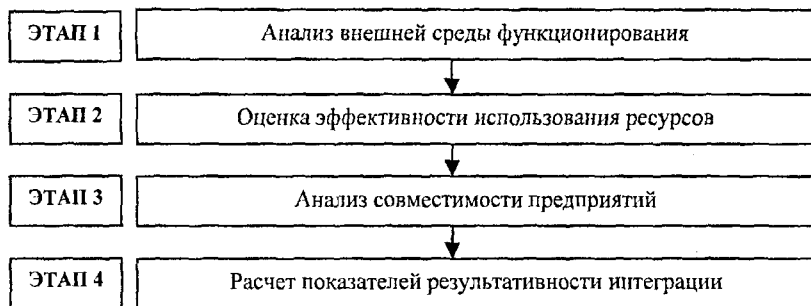 ЭТАП 1 Анализ внешней среды функционирования
ЭТАП 2 Оценка эффективности использования ресурсов
ЭТАП 3 Анализ совместимости предприятий
ЭТАП 4 Расчет показателей результативности интеграции